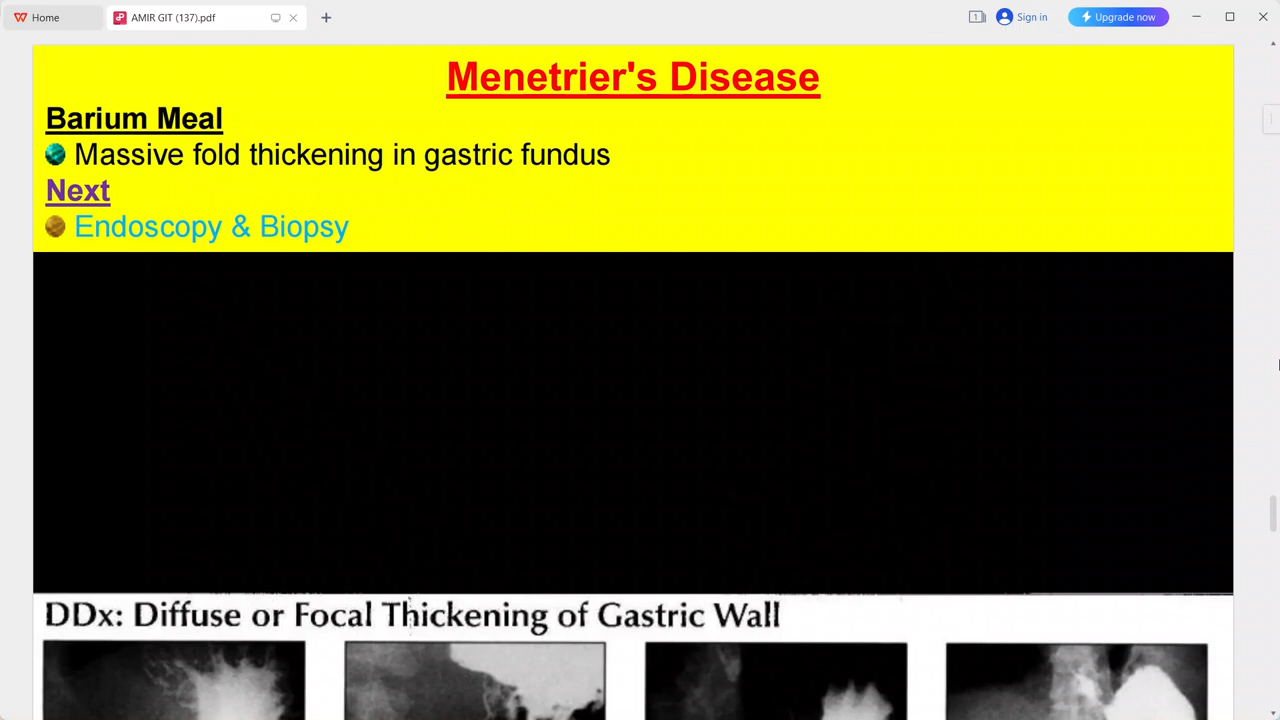 Home
AMIR GIT (137).pdf
1
Sign in
Upgrade now
Menetrier's Disease
Barium Meal
Massive fold thickening in gastric fundus
Next
Endoscopy & Biopsy
DDx: Diffuse or Focal Thickening of Gastric Wall